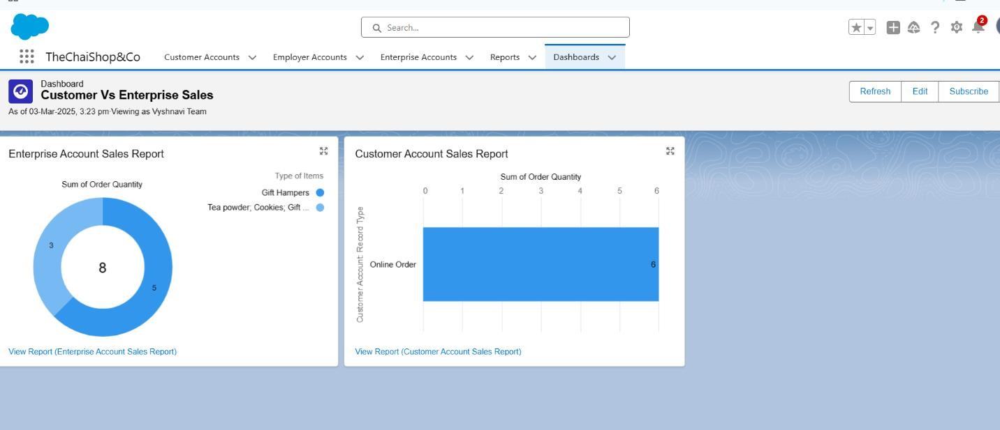 Search...
2
TheChaiShop&Co Customer Accounts Employer Accounts Enterprise Accounts Reports Dashboards
Dashboard
Customer Vs Enterprise Sales
As of 03-Mar-2025, 3:23 pm·Viewing as Vyshnavi Team
Refresh Edit Subscribe
Enterprise Account Sales Report
Type of Items
Sum of Order Quantity
Gift Hampers
Tea powder; Cookies; Gift ...
3
8
5
View Report (Enterprise Account Sales Report)
Customer Account Sales Report
Sum of Order Quantity
0 1 2 3 4 5 6
Customer Account: Record Type
Online Order
6
View Report (Customer Account Sales Report)